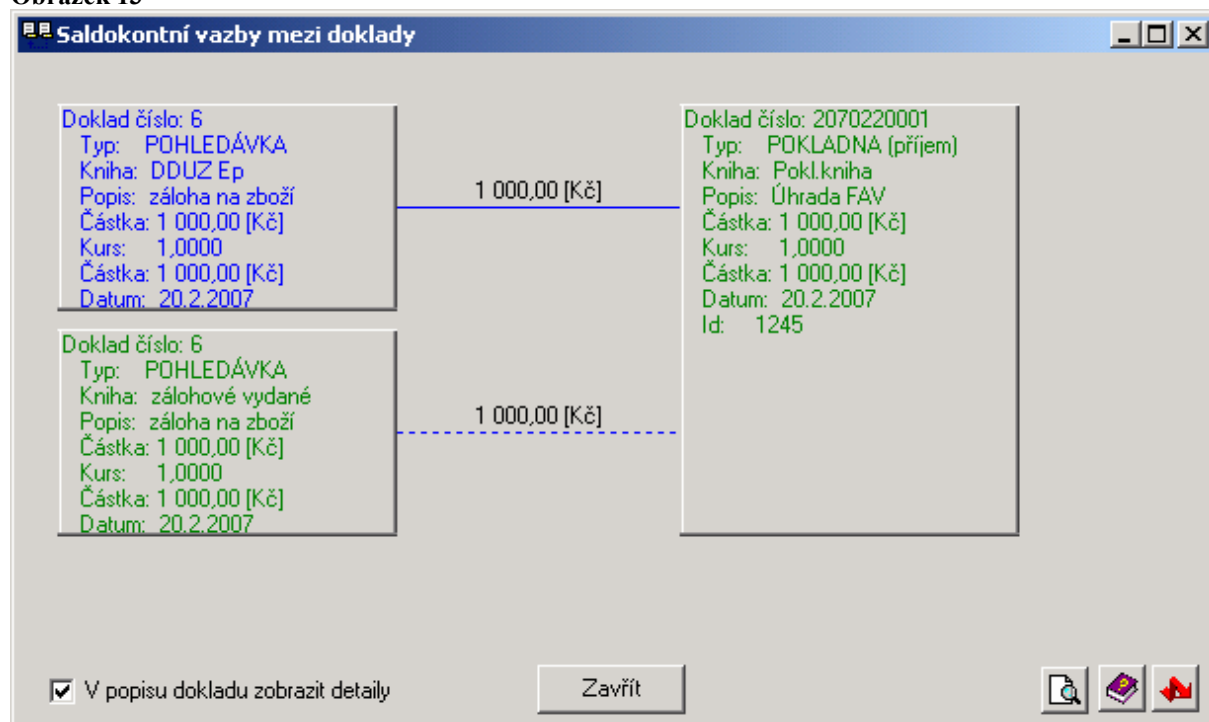 Obrázek 13
Saldokontní vazby mezi doklady
Doklad číslo: 6
Typ: POHLEDÁVKA
Kniha: DDUZ Ep
Popis: záloha na zboží
Částka: 1 000,00 [Kč]
Kurs: 1,0000
Částka: 1 000,00 [Kč]
Datum: 20.2.2007
1 000,00 [Kč]
Doklad číslo: 2070220001
Typ: POKLADNA (příjem)
Kniha: Pokl.kniha
Popis: Úhrada FAV
Částka: 1 000,00 [Kč]
Kurs: 1,0000
Částka: 1 000,00 [Kč]
Datum: 20.2.2007
Id: 1245
Doklad číslo: 6
Typ: POHLEDÁVKA
Kniha: zálohové vydané
Popis: záloha na zboží
Částka: 1 000,00 [Kč]
Kurs: 1,0000
Částka: 1 000,00 [Kč]
Datum: 20.2.2007
1 000,00 [Kč]
V popisu dokladu zobrazit detaily
Zavřít